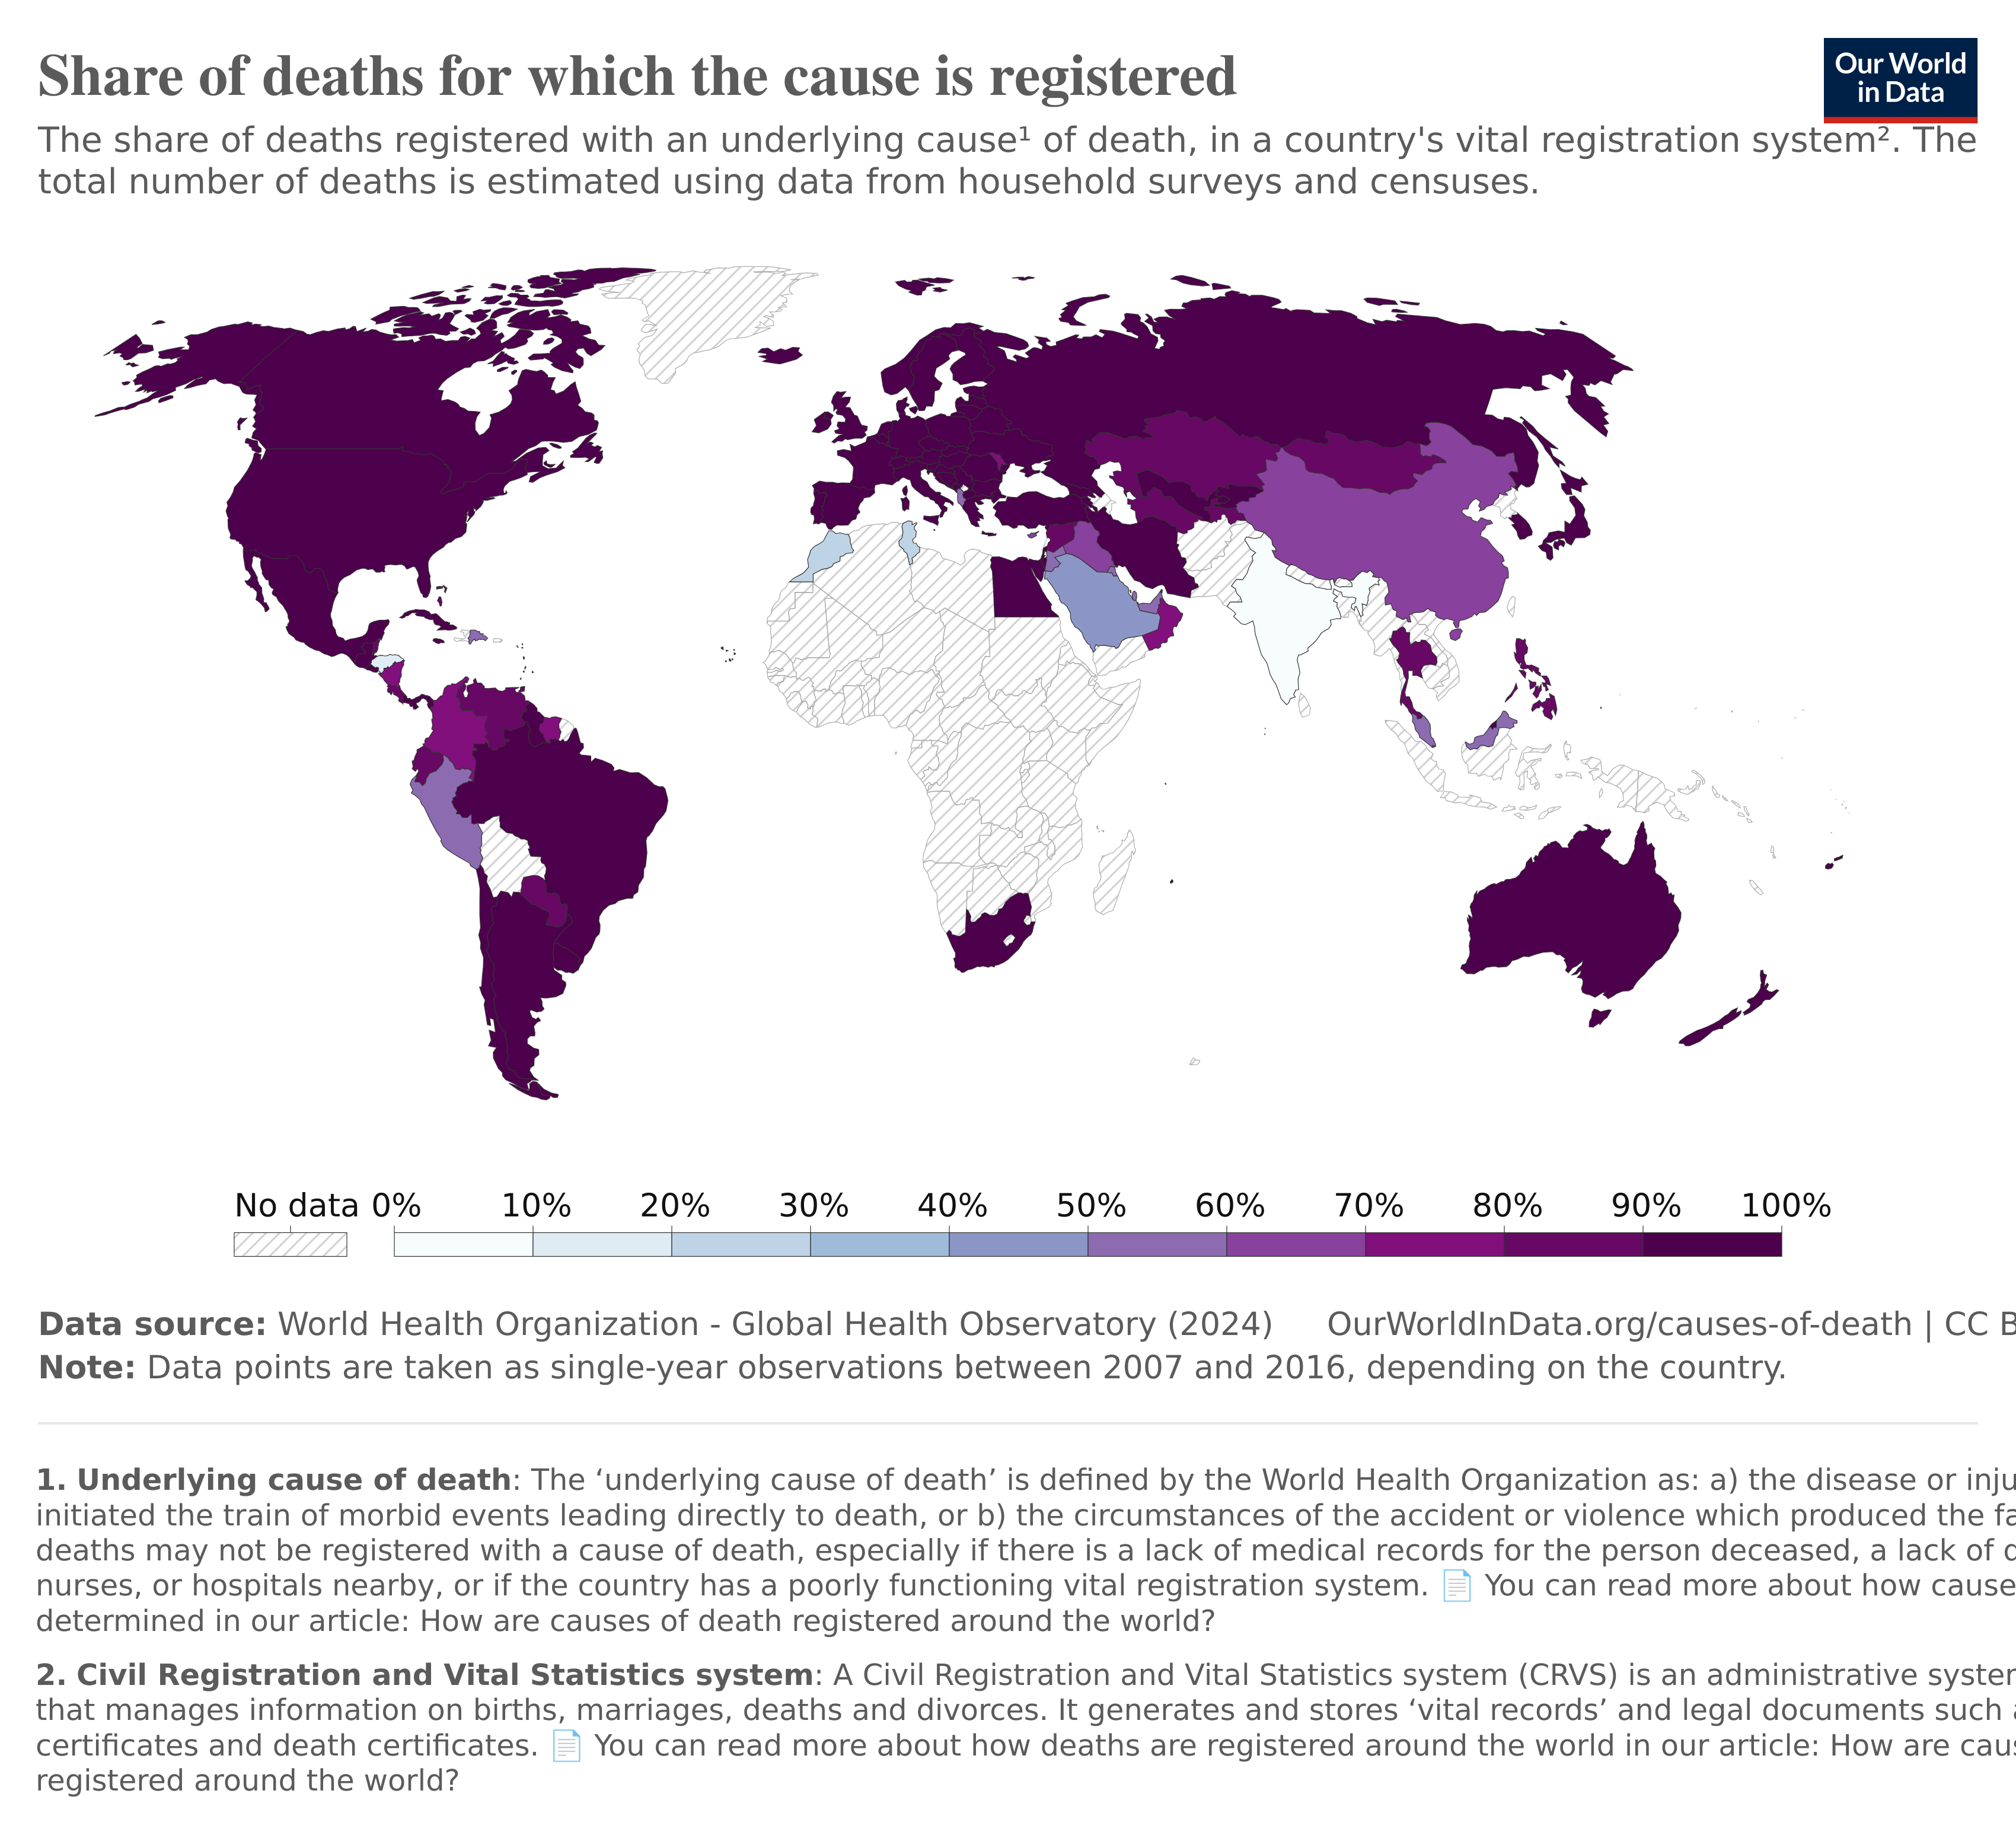 Share of deaths for which the cause is registered
Our World
in Data
The share of deaths registered with an underlying cause¹ of death, in a country's vital registration system². The
total number of deaths is estimated using data from household surveys and censuses.
No data 0% 10% 20% 30% 40% 50% 60% 70% 80% 90% 100%
Data source: World Health Organization - Global Health Observatory (2024) OurWorldInData.org/causes-of-death | CC B
Note: Data points are taken as single-year observations between 2007 and 2016, depending on the country.
1. Underlying cause of death: The ‘underlying cause of death’ is defined by the World Health Organization as: a) the disease or inju
initiated the train of morbid events leading directly to death, or b) the circumstances of the accident or violence which produced the fa
deaths may not be registered with a cause of death, especially if there is a lack of medical records for the person deceased, a lack of d
nurses, or hospitals nearby, or if the country has a poorly functioning vital registration system. 📄 You can read more about how cause
determined in our article: How are causes of death registered around the world?
2. Civil Registration and Vital Statistics system: A Civil Registration and Vital Statistics system (CRVS) is an administrative system
that manages information on births, marriages, deaths and divorces. It generates and stores ‘vital records’ and legal documents such a
certificates and death certificates. 📄 You can read more about how deaths are registered around the world in our article: How are cau
registered around the world?